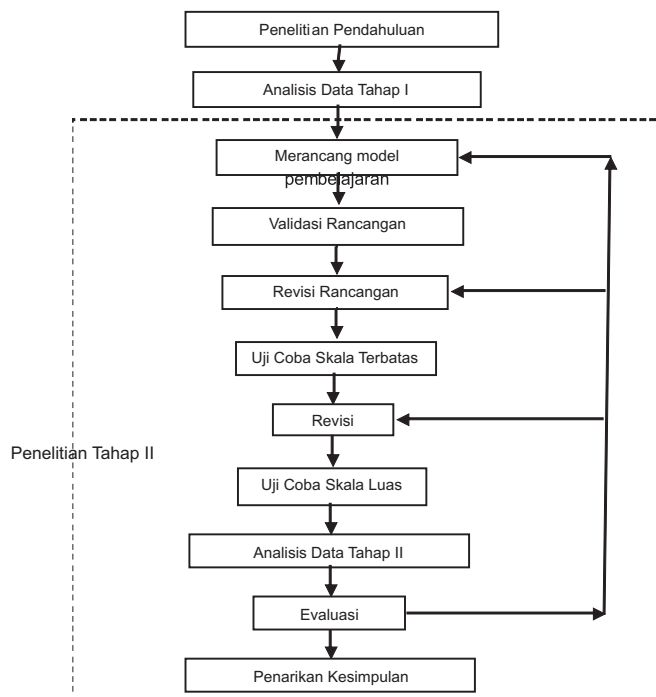 Penelitian Pendahuluan
Analisis Data Tahap I
Merancang model
pembelajaran
Validasi Rancangan
Revisi Rancangan
Uji Coba Skala Terbatas
Revisi
Penelitian Tahap II
Uji Coba Skala Luas
Analisis Data Tahap II
Evaluasi
Penarikan Kesimpulan